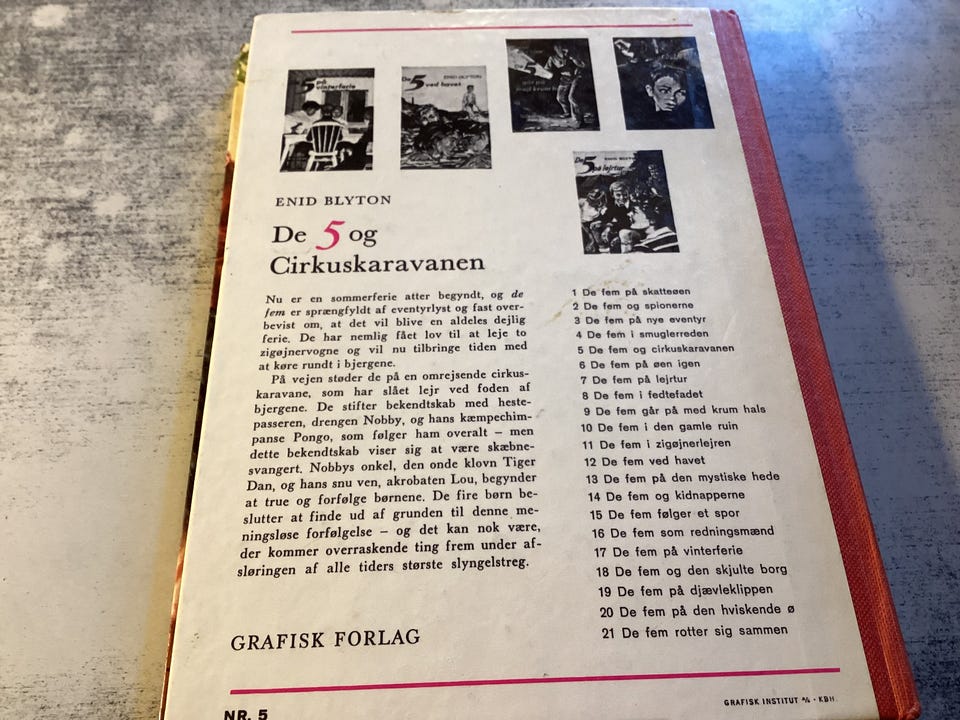 5 på
vinterferie
De 5 ENID BLYTON
ved havet
De 5
går på
med krum hals
De 5 ENID BLYTON
på lejrtur
ENID BLYTON
De 5 og
Cirkuskaravanen
Nu er en sommerferie atter begyndt, og de
fem er sprængfyldt af eventyrlyst og fast over-
bevist om, at det vil blive en aldeles dejlig
ferie. De har nemlig fået lov til at leje to
zigøjnervogne og vil nu tilbringe tiden med
at køre rundt i bjergene.
På vejen støder de på en omrejsende cirkus-
karavane, som har slået lejr ved foden af
bjergene. De stifter bekendtskab med heste-
passeren, drengen Nobby, og hans kæmpechim-
panse Pongo, som følger ham overalt – men
dette bekendtskab viser sig at være skæbne-
svangert. Nobbys onkel, den onde klovn Tiger
Dan, og hans snu ven, akrobaten Lou, begynder
at true og forfølge børnene. De fire børn be-
slutter at finde ud af grunden til denne me-
ningsløse forfølgelse – og det kan nok være,
der kommer overraskende ting frem under af-
sløringen af alle tiders største slyngelstreg.
1 De fem på skatteøen
2 De fem og spionerne
3 De fem på nye eventyr
4 De fem i smuglerreden
5 De fem og cirkuskaravanen
6 De fem på øen igen
7 De fem på lejrtur
8 De fem i fedtefadet
9 De fem går på med krum hals
10 De fem i den gamle ruin
11 De fem i zigøjnerlejren
12 De fem ved havet
13 De fem på den mystiske hede
14 De fem og kidnapperne
15 De fem følger et spor
16 De fem som redningsmænd
17 De fem på vinterferie
18 De fem og den skjulte borg
19 De fem på djævleklippen
20 De fem på den hviskende ø
21 De fem rotter sig sammen
GRAFISK FORLAG
NR. 5
GRAFISK INSTITUT A/S · KBH.